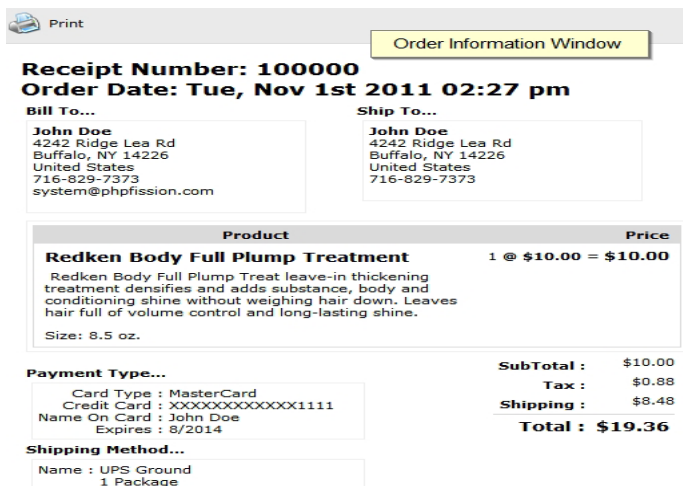 Print
Order Information Window
Receipt Number: 100000
Order Date: Tue, Nov 1st 2011 02:27 pm
Bill To...
John Doe
4242 Ridge Lea Rd
Buffalo, NY 14226
United States
716-829-7373
system@phpfission.com
Ship To...
John Doe
4242 Ridge Lea Rd
Buffalo, NY 14226
United States
716-829-7373
Product Price
Redken Body Full Plump Treatment 1 @ $10.00 = $10.00
Redken Body Full Plump Treat leave-in thickening
treatment densifies and adds substance, body and
conditioning shine without weighing hair down. Leaves
hair full of volume control and long-lasting shine.
Size: 8.5 oz.
Payment Type...
Card Type : MasterCard
Credit Card : XXXXXXXXXXXX1111
Name On Card : John Doe
Expires : 8/2014
SubTotal : $10.00
Tax : $0.88
Shipping : $8.48
Total : $19.36
Shipping Method...
Name : UPS Ground
1 Package